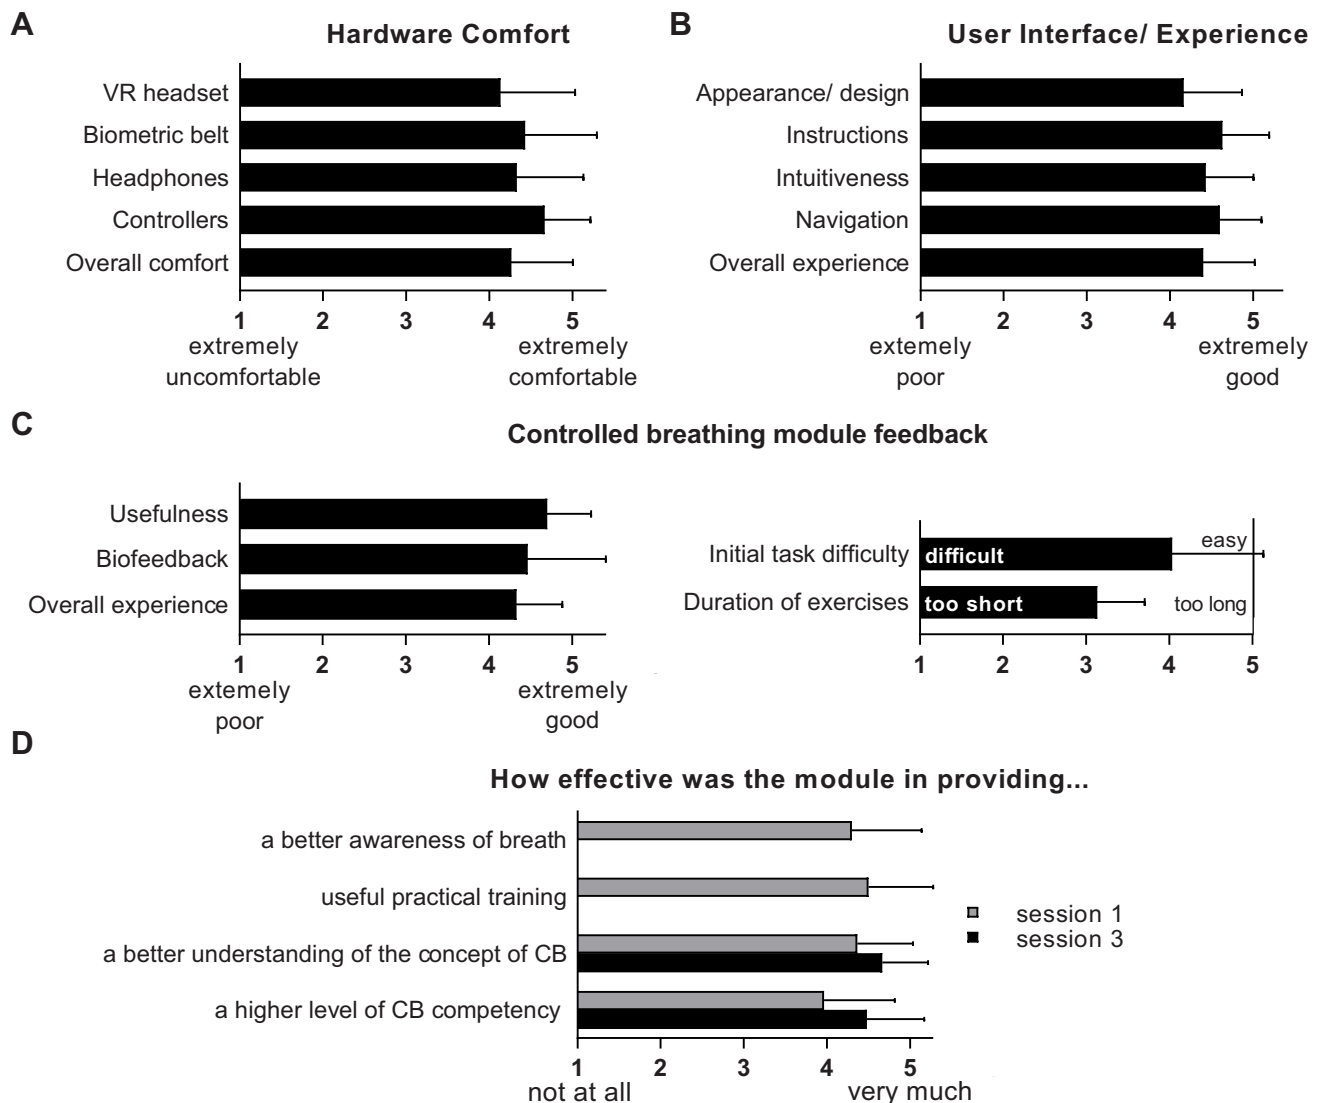 A
Hardware Comfort
VR headset
Biometric belt
Headphones
Controllers
Overall comfort
1 2 3 4 5
extremely uncomfortable
extremely comfortable
B
User Interface/ Experience
Appearance/ design
Instructions
Intuitiveness
Navigation
Overall experience
1 2 3 4 5
extemely poor
extremely good
C
Controlled breathing module feedback
Usefulness
Biofeedback
Overall experience
1 2 3 4 5
extemely poor
extremely good
Initial task difficulty
difficult
easy
Duration of exercises
too short
too long
1 2 3 4 5
D
How effective was the module in providing...
a better awareness of breath
useful practical training
a better understanding of the concept of CB
a higher level of CB competency
session 1
session 3
1 2 3 4 5
not at all
very much